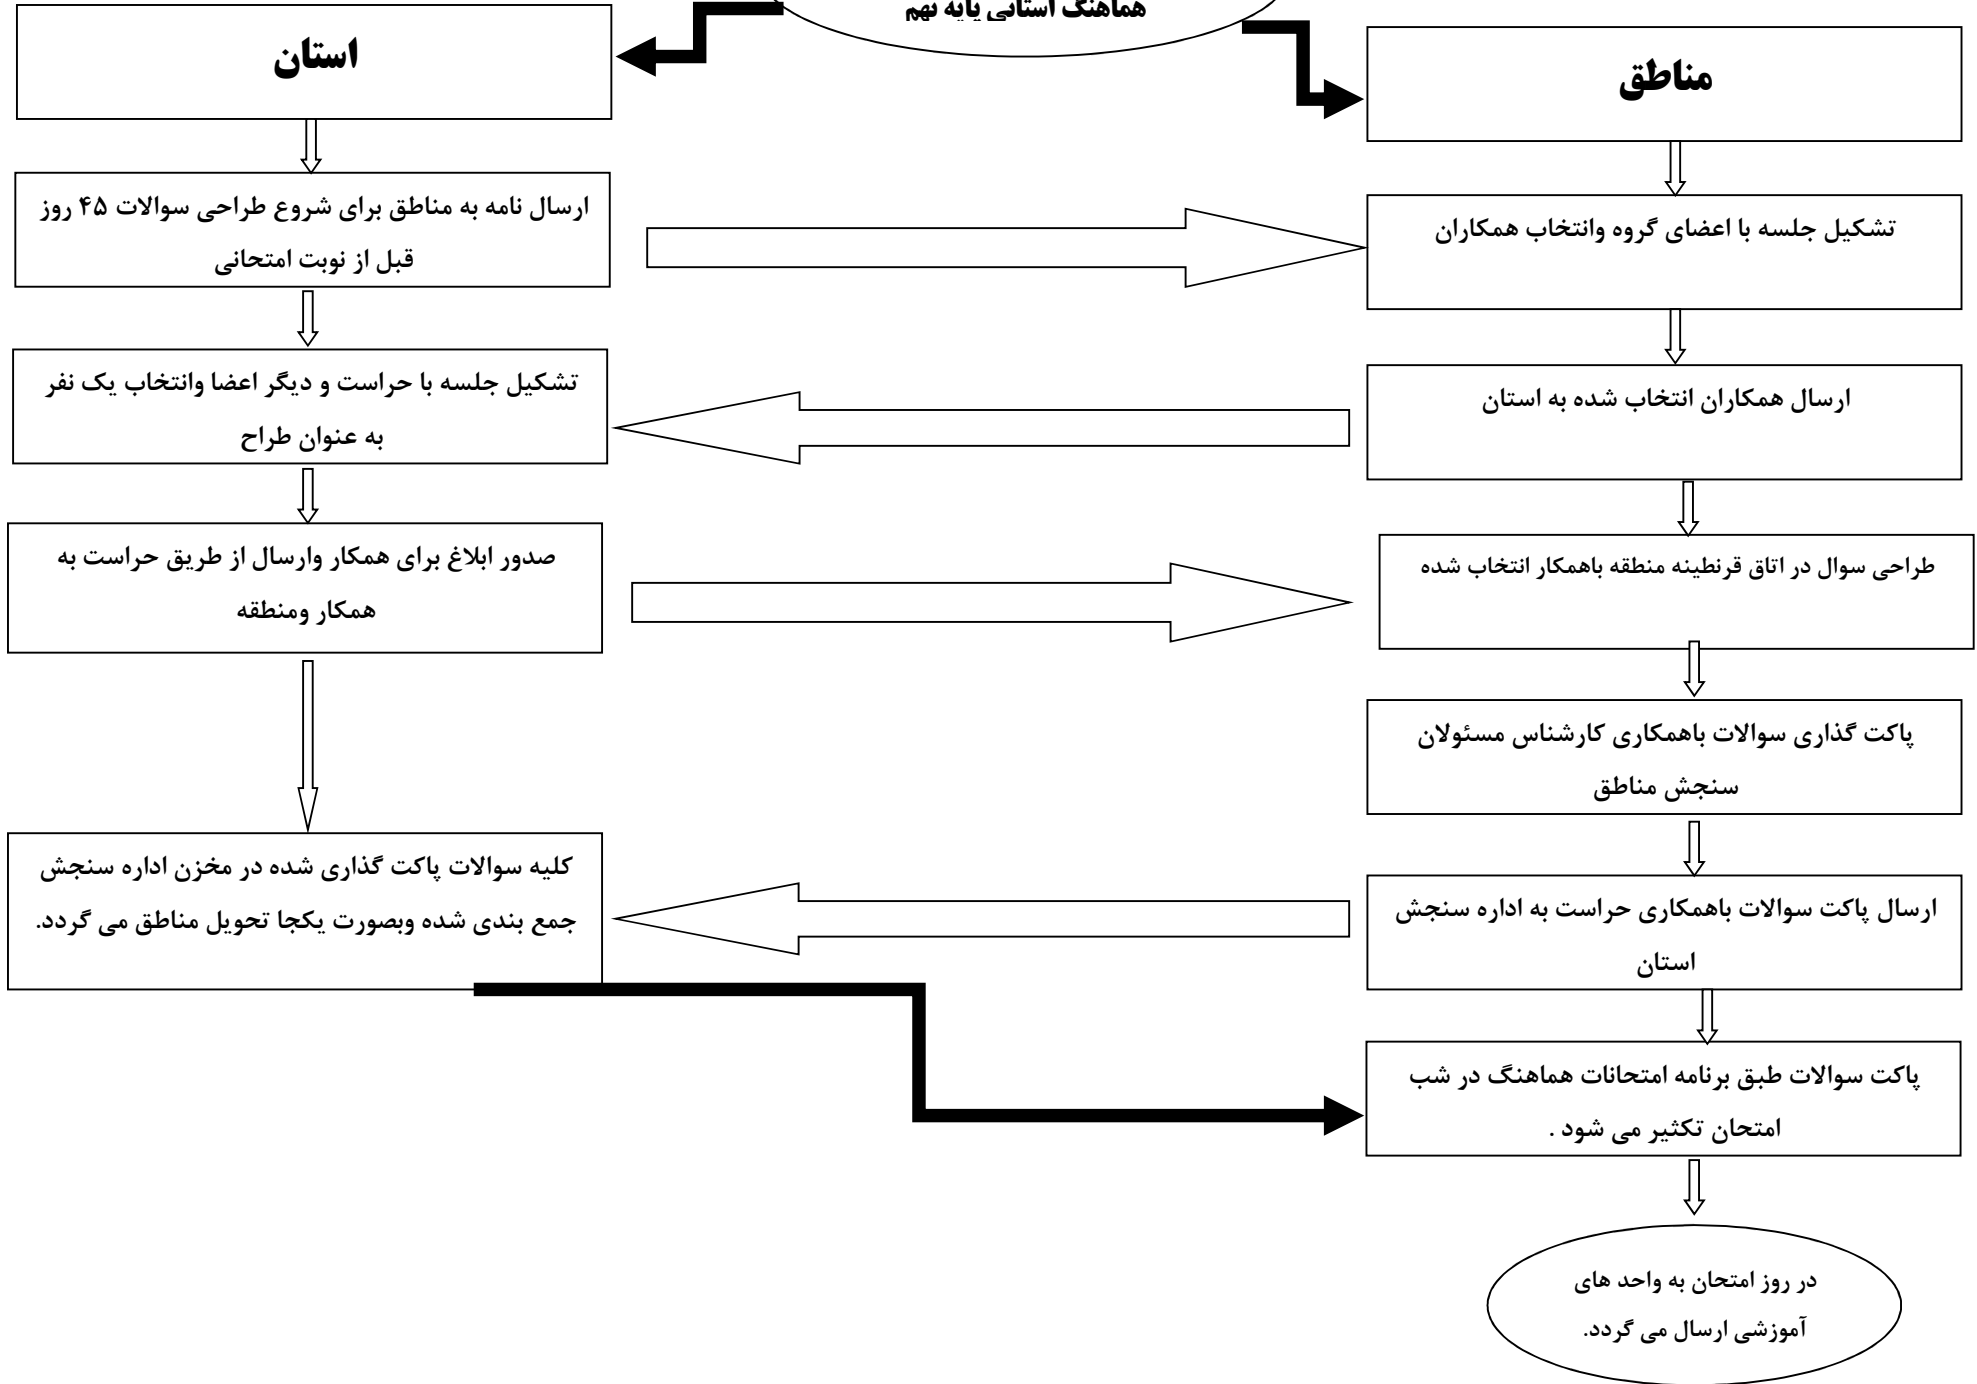 هماهنگ استانی پایه نهم
مناطق
استان
تشکیل جلسه با اعضای گروه وانتخاب همکاران
ارسال نامه به مناطق برای شروع طراحی سوالات ۴۵ روز
قبل از نوبت امتحانی
ارسال همکاران انتخاب شده به استان
تشکیل جلسه با حراست و دیگر اعضا وانتخاب یک نفر
به عنوان طراح
طراحی سوال در اتاق قرنطینه منطقه باهمکار انتخاب شده
صدور ابلاغ برای همکار وارسال از طریق حراست به
همکار ومنطقه
پاکت گذاری سوالات باهمکاری کارشناس مسئولان
سنجش مناطق
ارسال پاکت سوالات باهمکاری حراست به اداره سنجش
استان
کلیه سوالات پاکت گذاری شده در مخزن اداره سنجش
جمع بندی شده وبصورت یکجا تحویل مناطق می گردد.
پاکت سوالات طبق برنامه امتحانات هماهنگ در شب
امتحان تکثیر می شود .
در روز امتحان به واحد های
آموزشی ارسال می گردد.